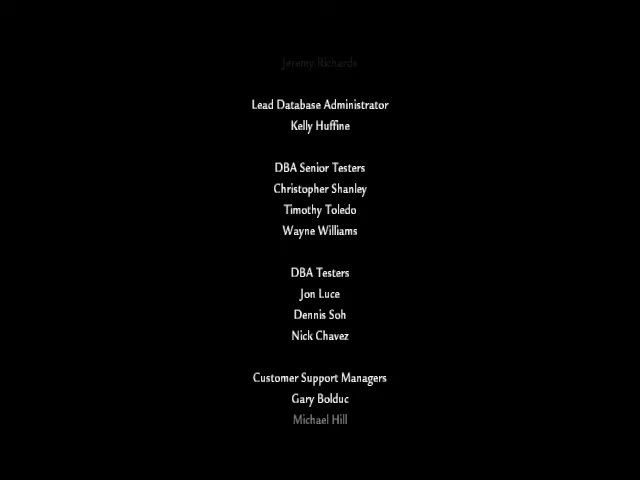 Jeremy Richards
Lead Database Administrator
Kelly Huffine
DBA Senior Testers
Christopher Shanley
Timothy Toledo
Wayne Williams
DBA Testers
Jon Luce
Dennis Soh
Nick Chavez
Customer Support Managers
Gary Bolduc
Michael Hill